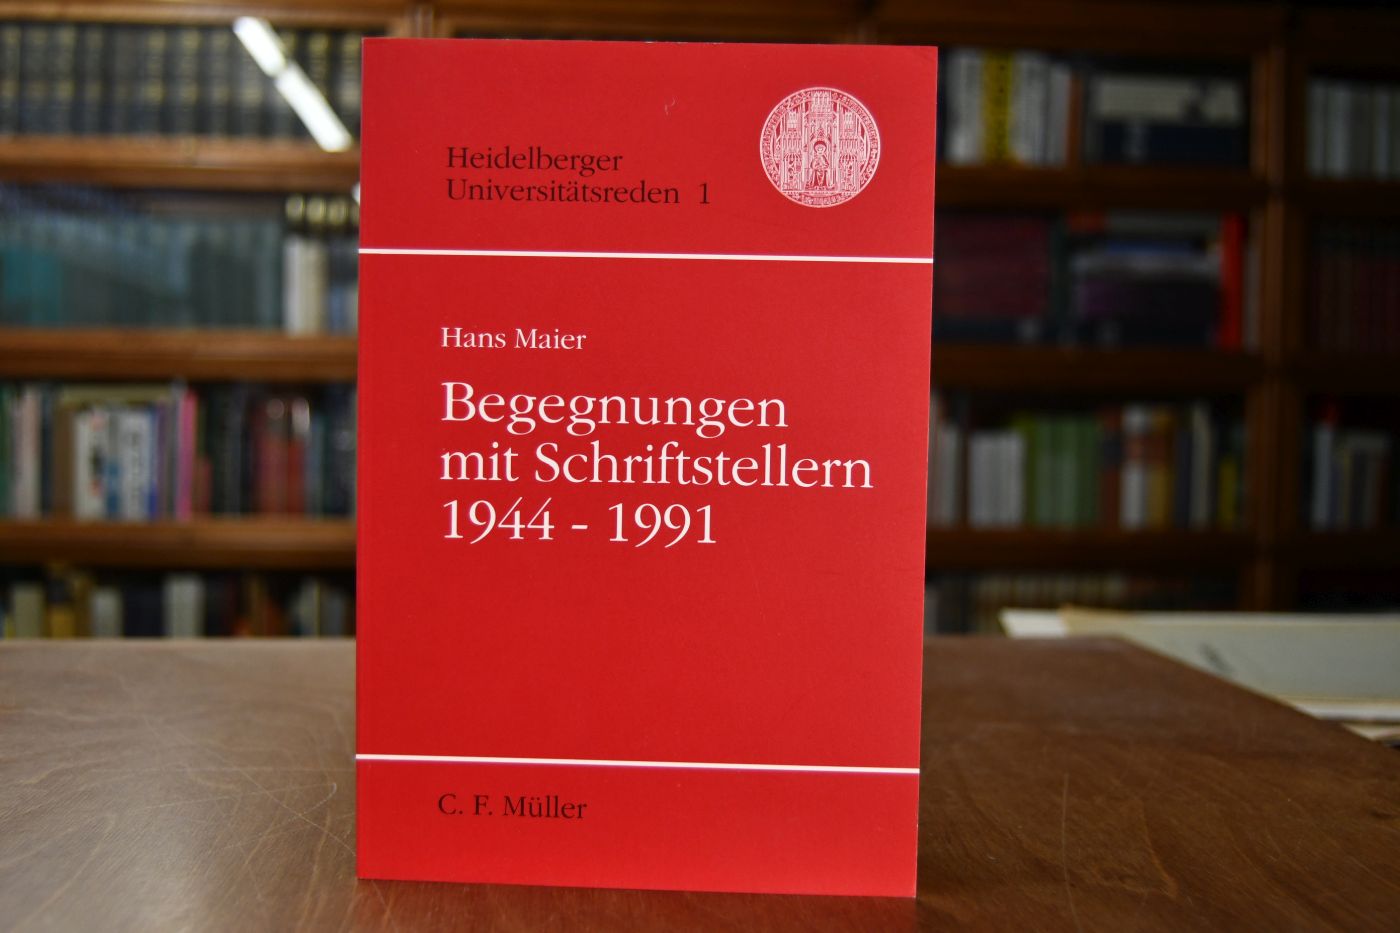 Heidelberger
Universitätsreden 1
Hans Maier
Begegnungen
mit Schriftstellern
1944 - 1991
C. F. Müller